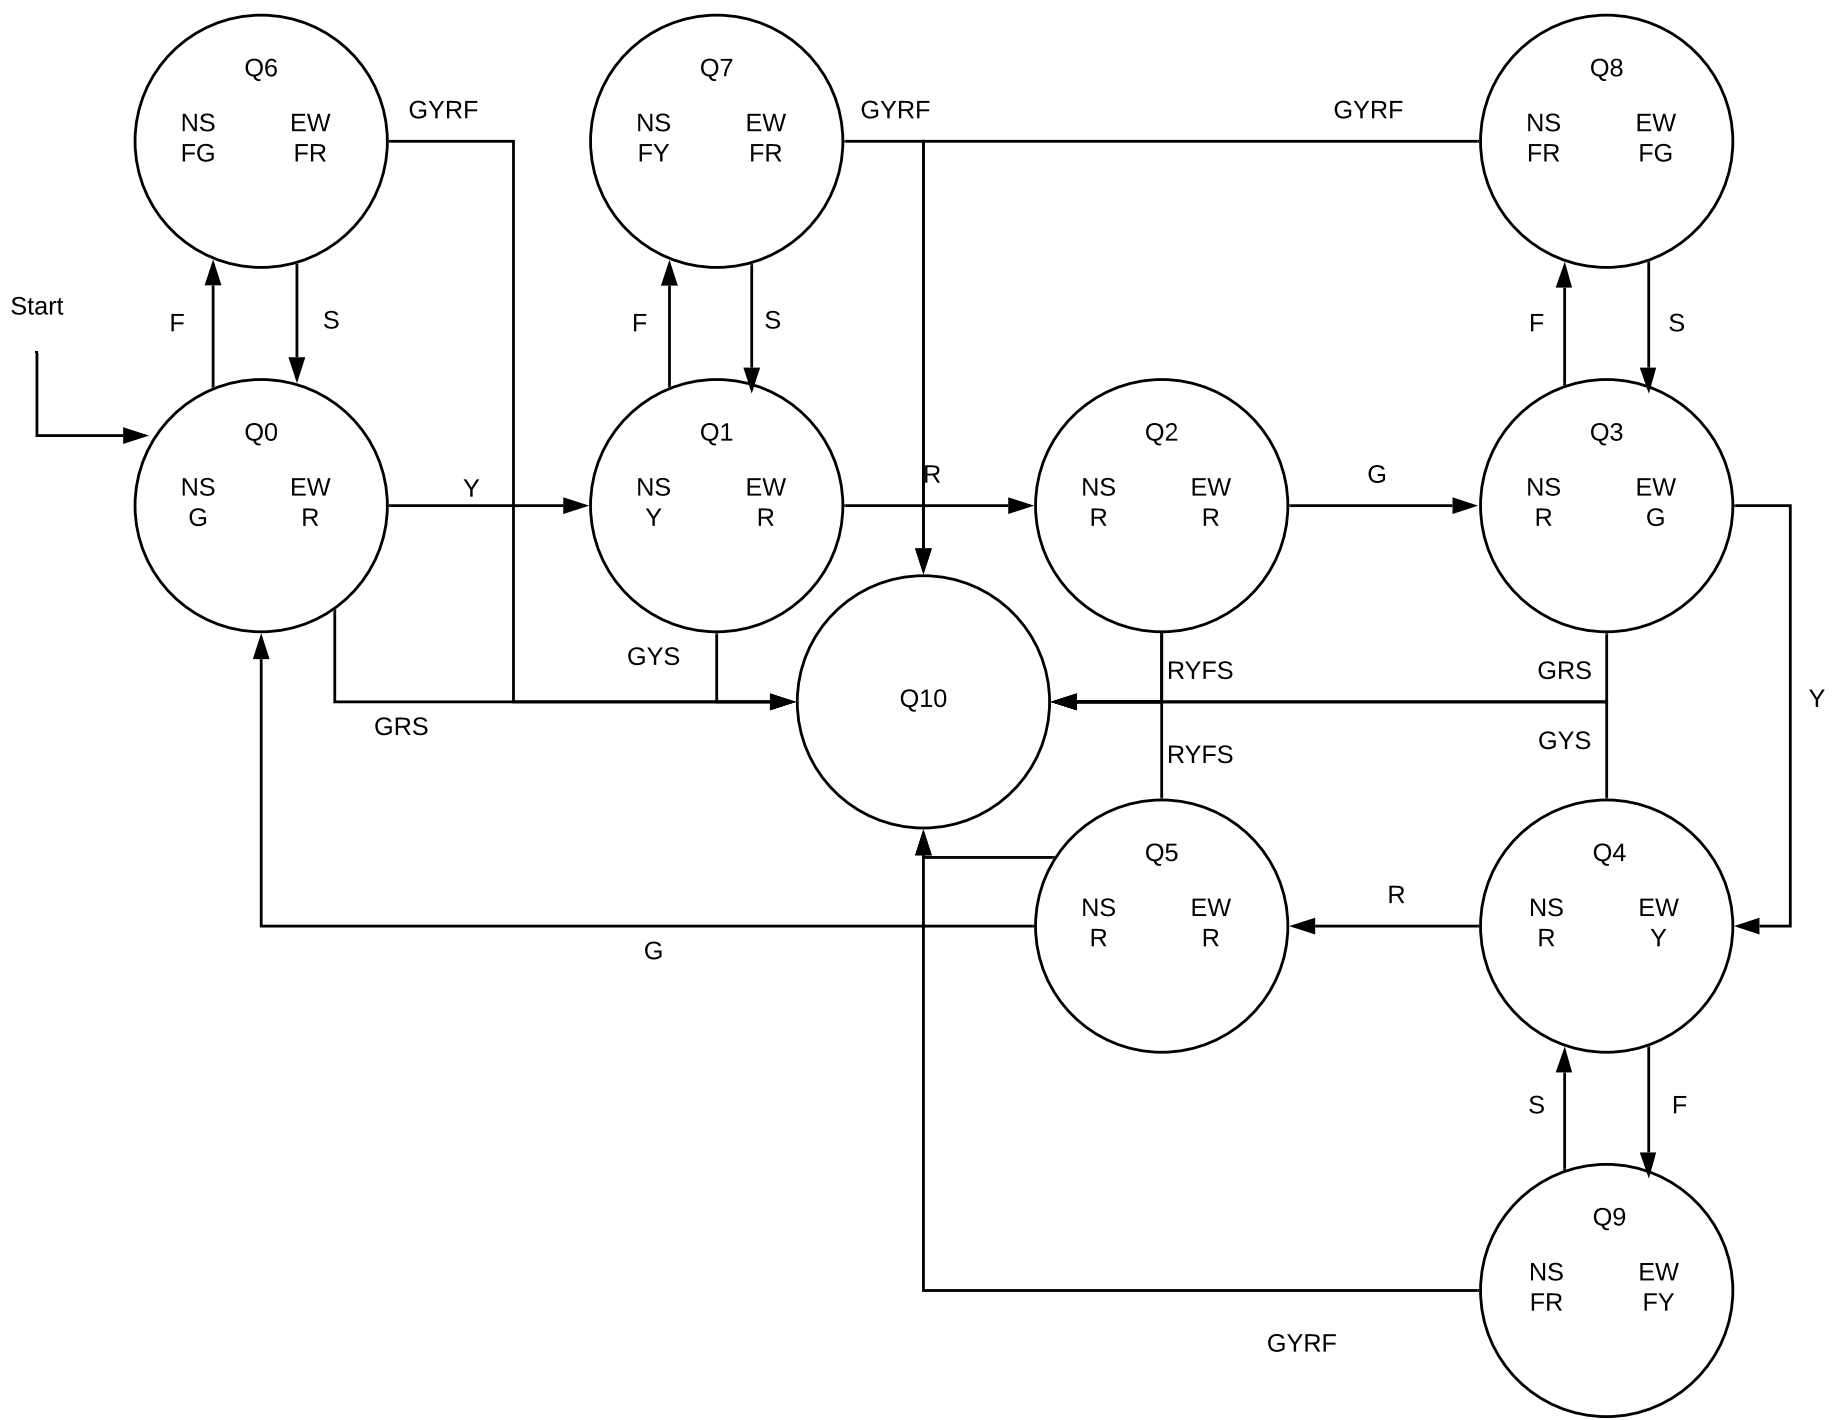 Q6
NS EW
FG FR
GYRF
Q7
NS EW
FY FR
GYRF
GYRF
Q8
NS EW
FR FG
Start
F
S
F
S
F
S
Q0
NS EW
G R
Y
Q1
NS EW
Y R
R
Q2
NS EW
R R
G
Q3
NS EW
R G
GYS
RYFS
GRS
Q10
Y
GRS
RYFS
GYS
Q5
NS EW
R R
R
Q4
NS EW
R Y
G
S
F
Q9
NS EW
FR FY
GYRF